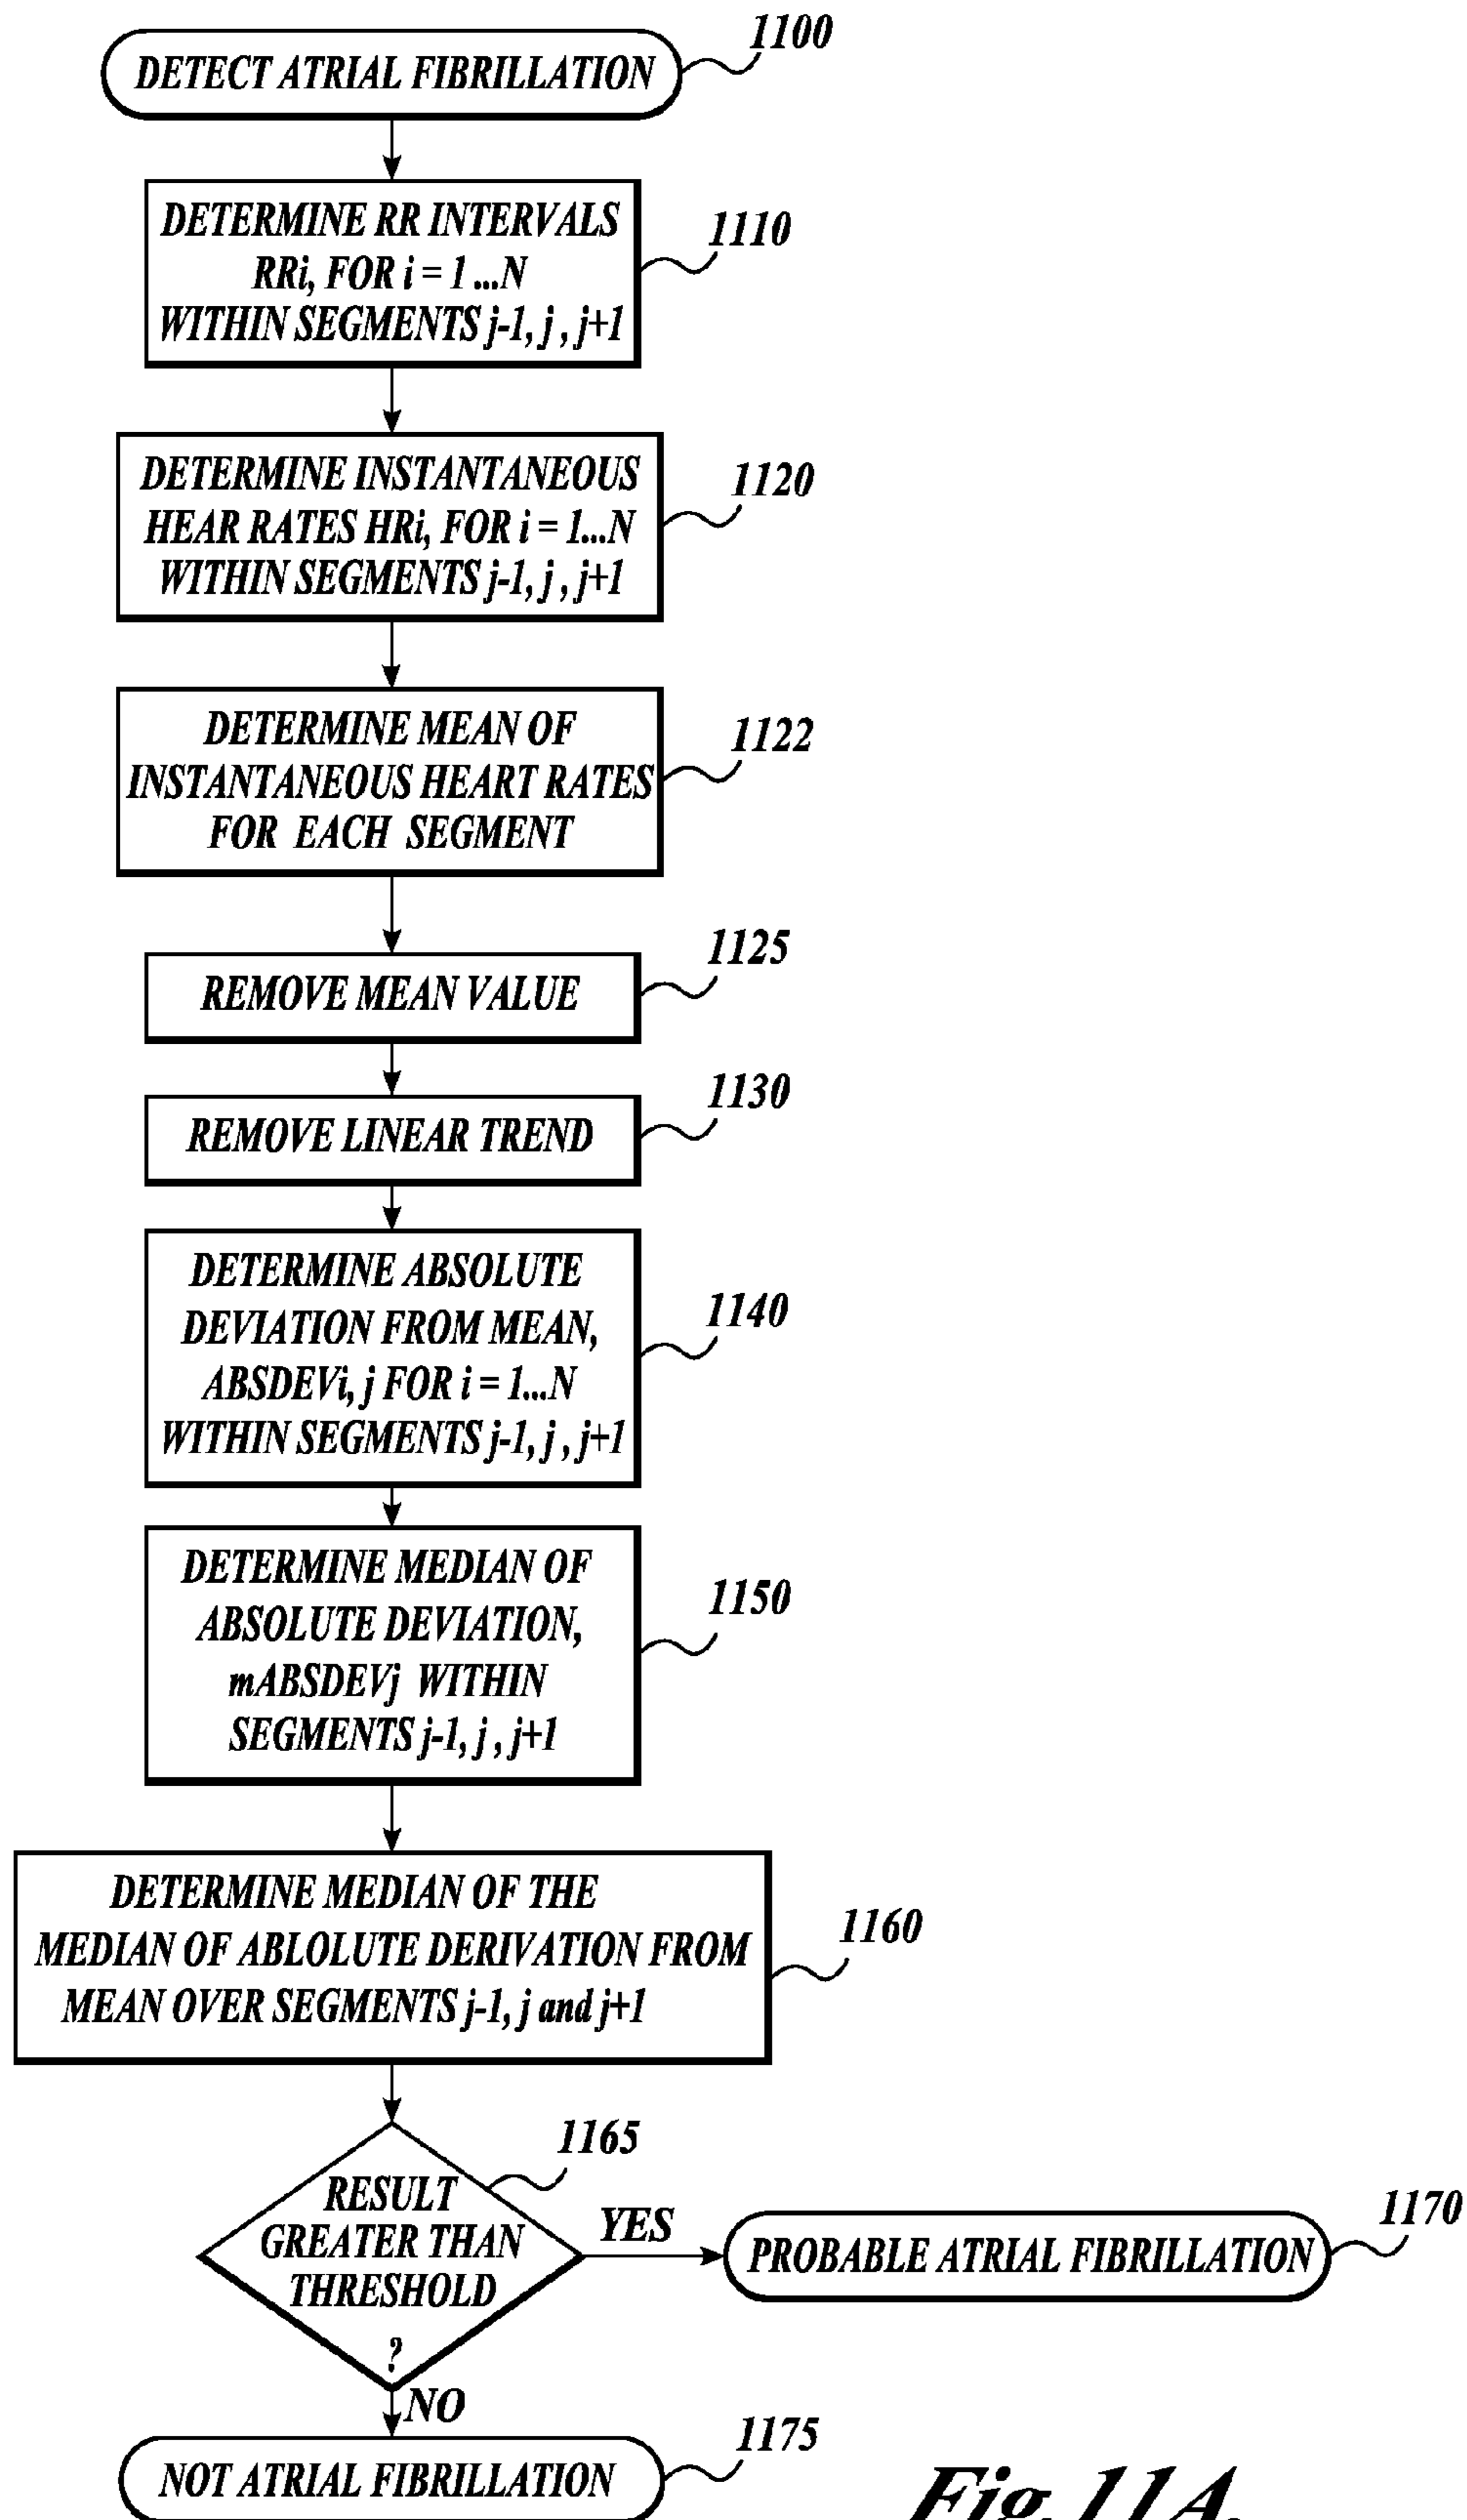 1100
DETECT ATRIAL FIBRILLATION
1110
DETERMINE RR INTERVALS
RRi, FOR i = 1 ...N
WITHIN SEGMENTS j-1, j , j+1
1120
DETERMINE INSTANTANEOUS
HEAR RATES HRi, FOR i = 1...N
WITHIN SEGMENTS j-1, j , j+1
1122
DETERMINE MEAN OF
INSTANTANEOUS HEART RATES
FOR EACH SEGMENT
1125
REMOVE MEAN VALUE
1130
REMOVE LINEAR TREND
1140
DETERMINE ABSOLUTE
DEVIATION FROM MEAN,
ABSDEVi, j FOR i = 1...N
WITHIN SEGMENTS j-1, j , j+1
1150
DETERMINE MEDIAN OF
ABSOLUTE DEVIATION,
mABSDEVj WITHIN
SEGMENTS j-1, j , j+1
1160
DETERMINE MEDIAN OF THE
MEDIAN OF ABLOLUTE DERIVATION FROM
MEAN OVER SEGMENTS j-1, j and j+1
1165
RESULT
GREATER THAN
THRESHOLD
?
YES
1170
PROBABLE ATRIAL FIBRILLATION
NO
1175
NOT ATRIAL FIBRILLATION
Fig.11A.